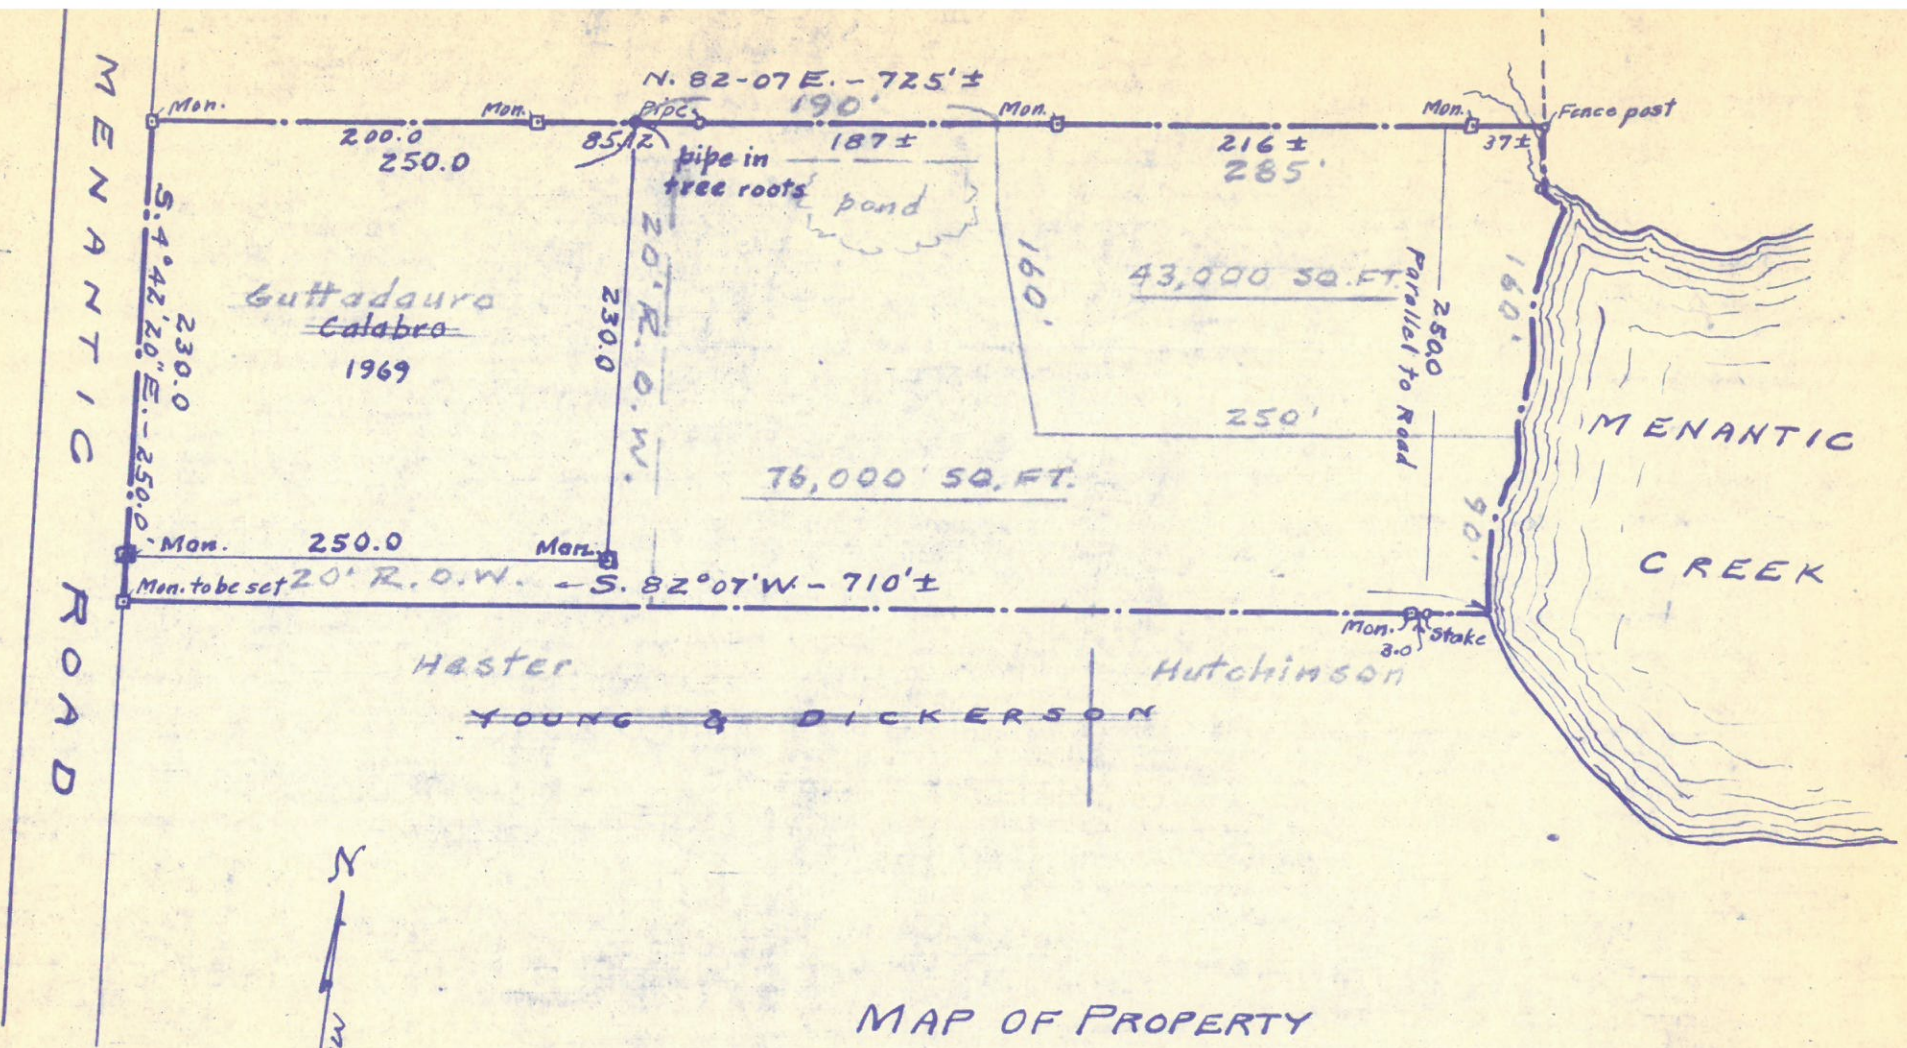 MENANTIC ROAD
N. 82-07 E. - 725'±
190'
Mon.
Mon.
pipe
Mon.
Mon.
Fence post
200.0
85.12
187±
216±
37±
250.0
pipe in
tree roots
285'
pond
20' R.O.W.
160'
43,000 SQ.FT.
Parallel to Road
250.0
160'
S. 4° 42' 20" E. - 250.0'
230.0
Guttadauro
Calabro
1969
230.0
250'
MENANTIC
CREEK
76,000 SQ. FT.
90'
Mon.
250.0
Mon.
Mon. to be set
20' R.O.W.
S. 82°07'W - 710'±
Mon.
3.0
Stake
Hester
Hutchinson
YOUNG & DICKERSON
N
MAP OF PROPERTY